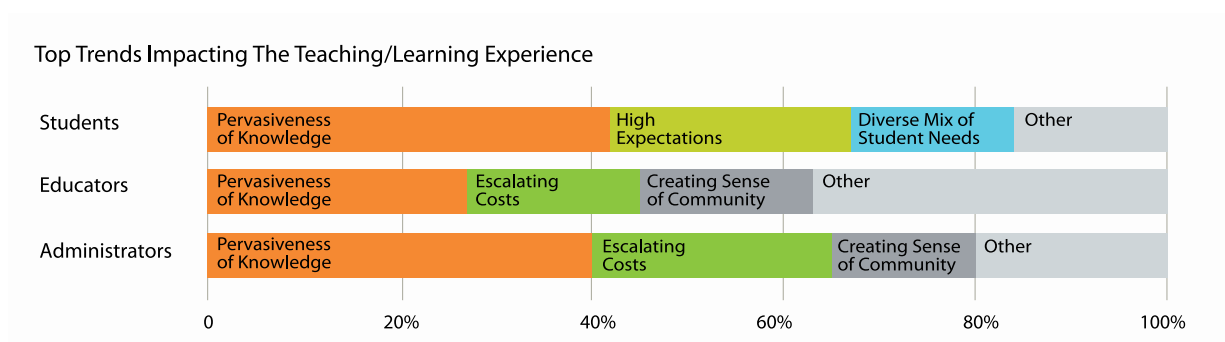 Top Trends Impacting The Teaching/Learning Experience
Students
Pervasiveness
of Knowledge
High
Expectations
Diverse Mix of
Student Needs
Other
Educators
Pervasiveness
of Knowledge
Escalating
Costs
Creating Sense
of Community
Other
Administrators
Pervasiveness
of Knowledge
Escalating
Costs
Creating Sense
of Community
Other
0
20%
40%
60%
80%
100%